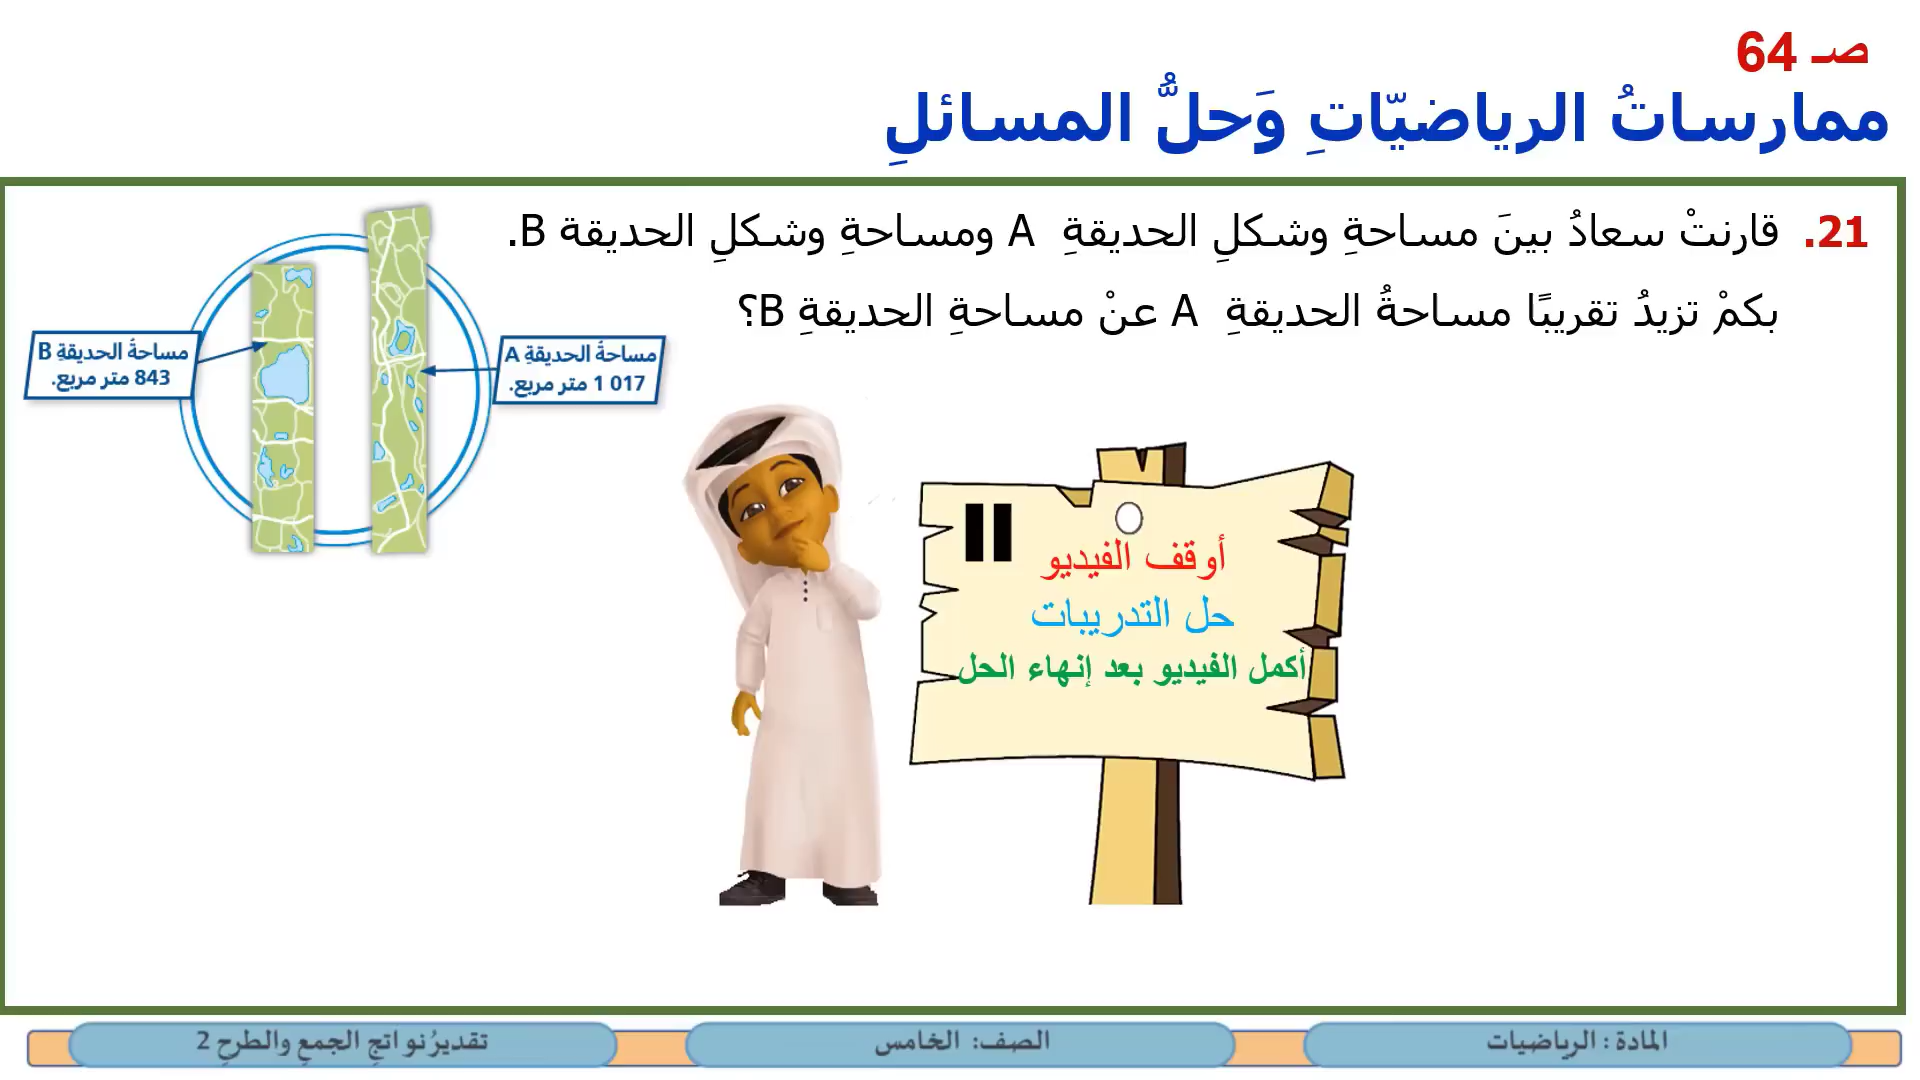 صـ 64
ممارساتُ الرياضيّاتِ وَحلُّ المسائلِ
21. قارنتْ سعادُ بينَ مساحةِ وشكلِ الحديقةِ A ومساحةِ وشكلِ الحديقة B.
بكمْ تزيدُ تقريبًا مساحةُ الحديقةِ A عنْ مساحةِ الحديقةِ B؟
مساحةُ الحديقةِ A
1 017 متر مربع.
مساحةُ الحديقةِ B
843 متر مربع.
أوقف الفيديو
حل التدريبات
أكمل الفيديو بعد إنهاء الحل
المادة : الرياضيات
الصف: الخامس
تقديرُ نواتجِ الجمعِ والطرحِ 2